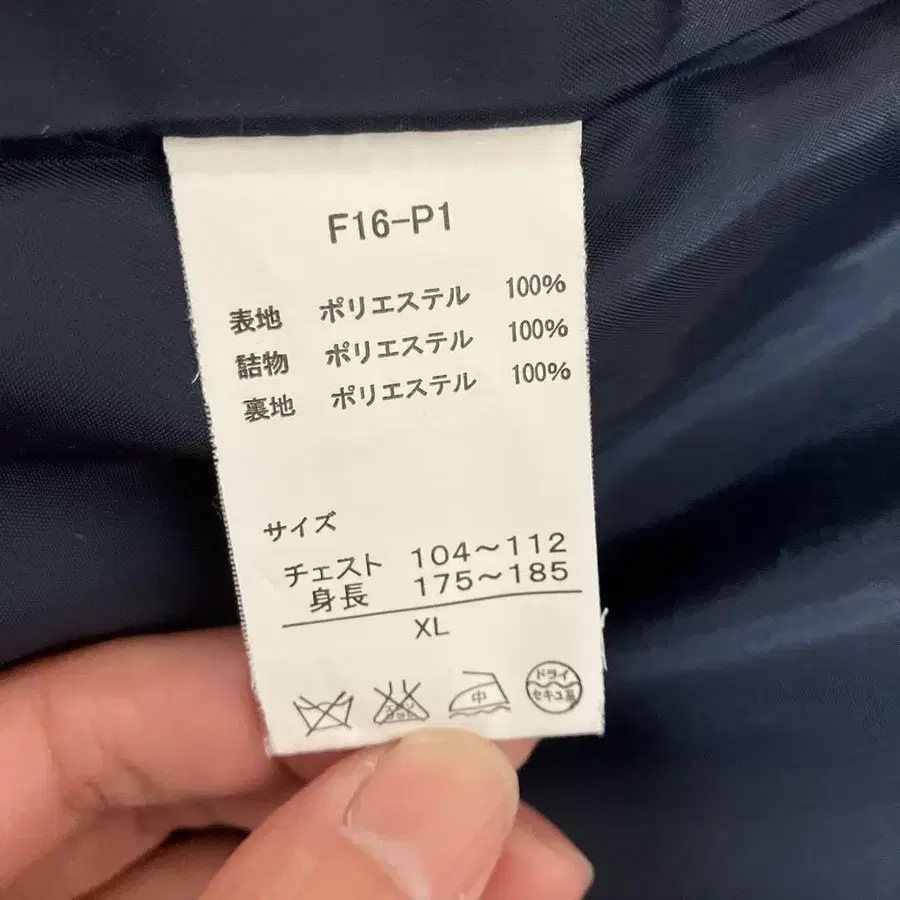 F16-P1
表地 ポリエステル 100%
詰物 ポリエステル 100%
裏地 ポリエステル 100%
サイズ
チェスト 104~112
身長 175~185
XL
中
ドライ
セキユ系